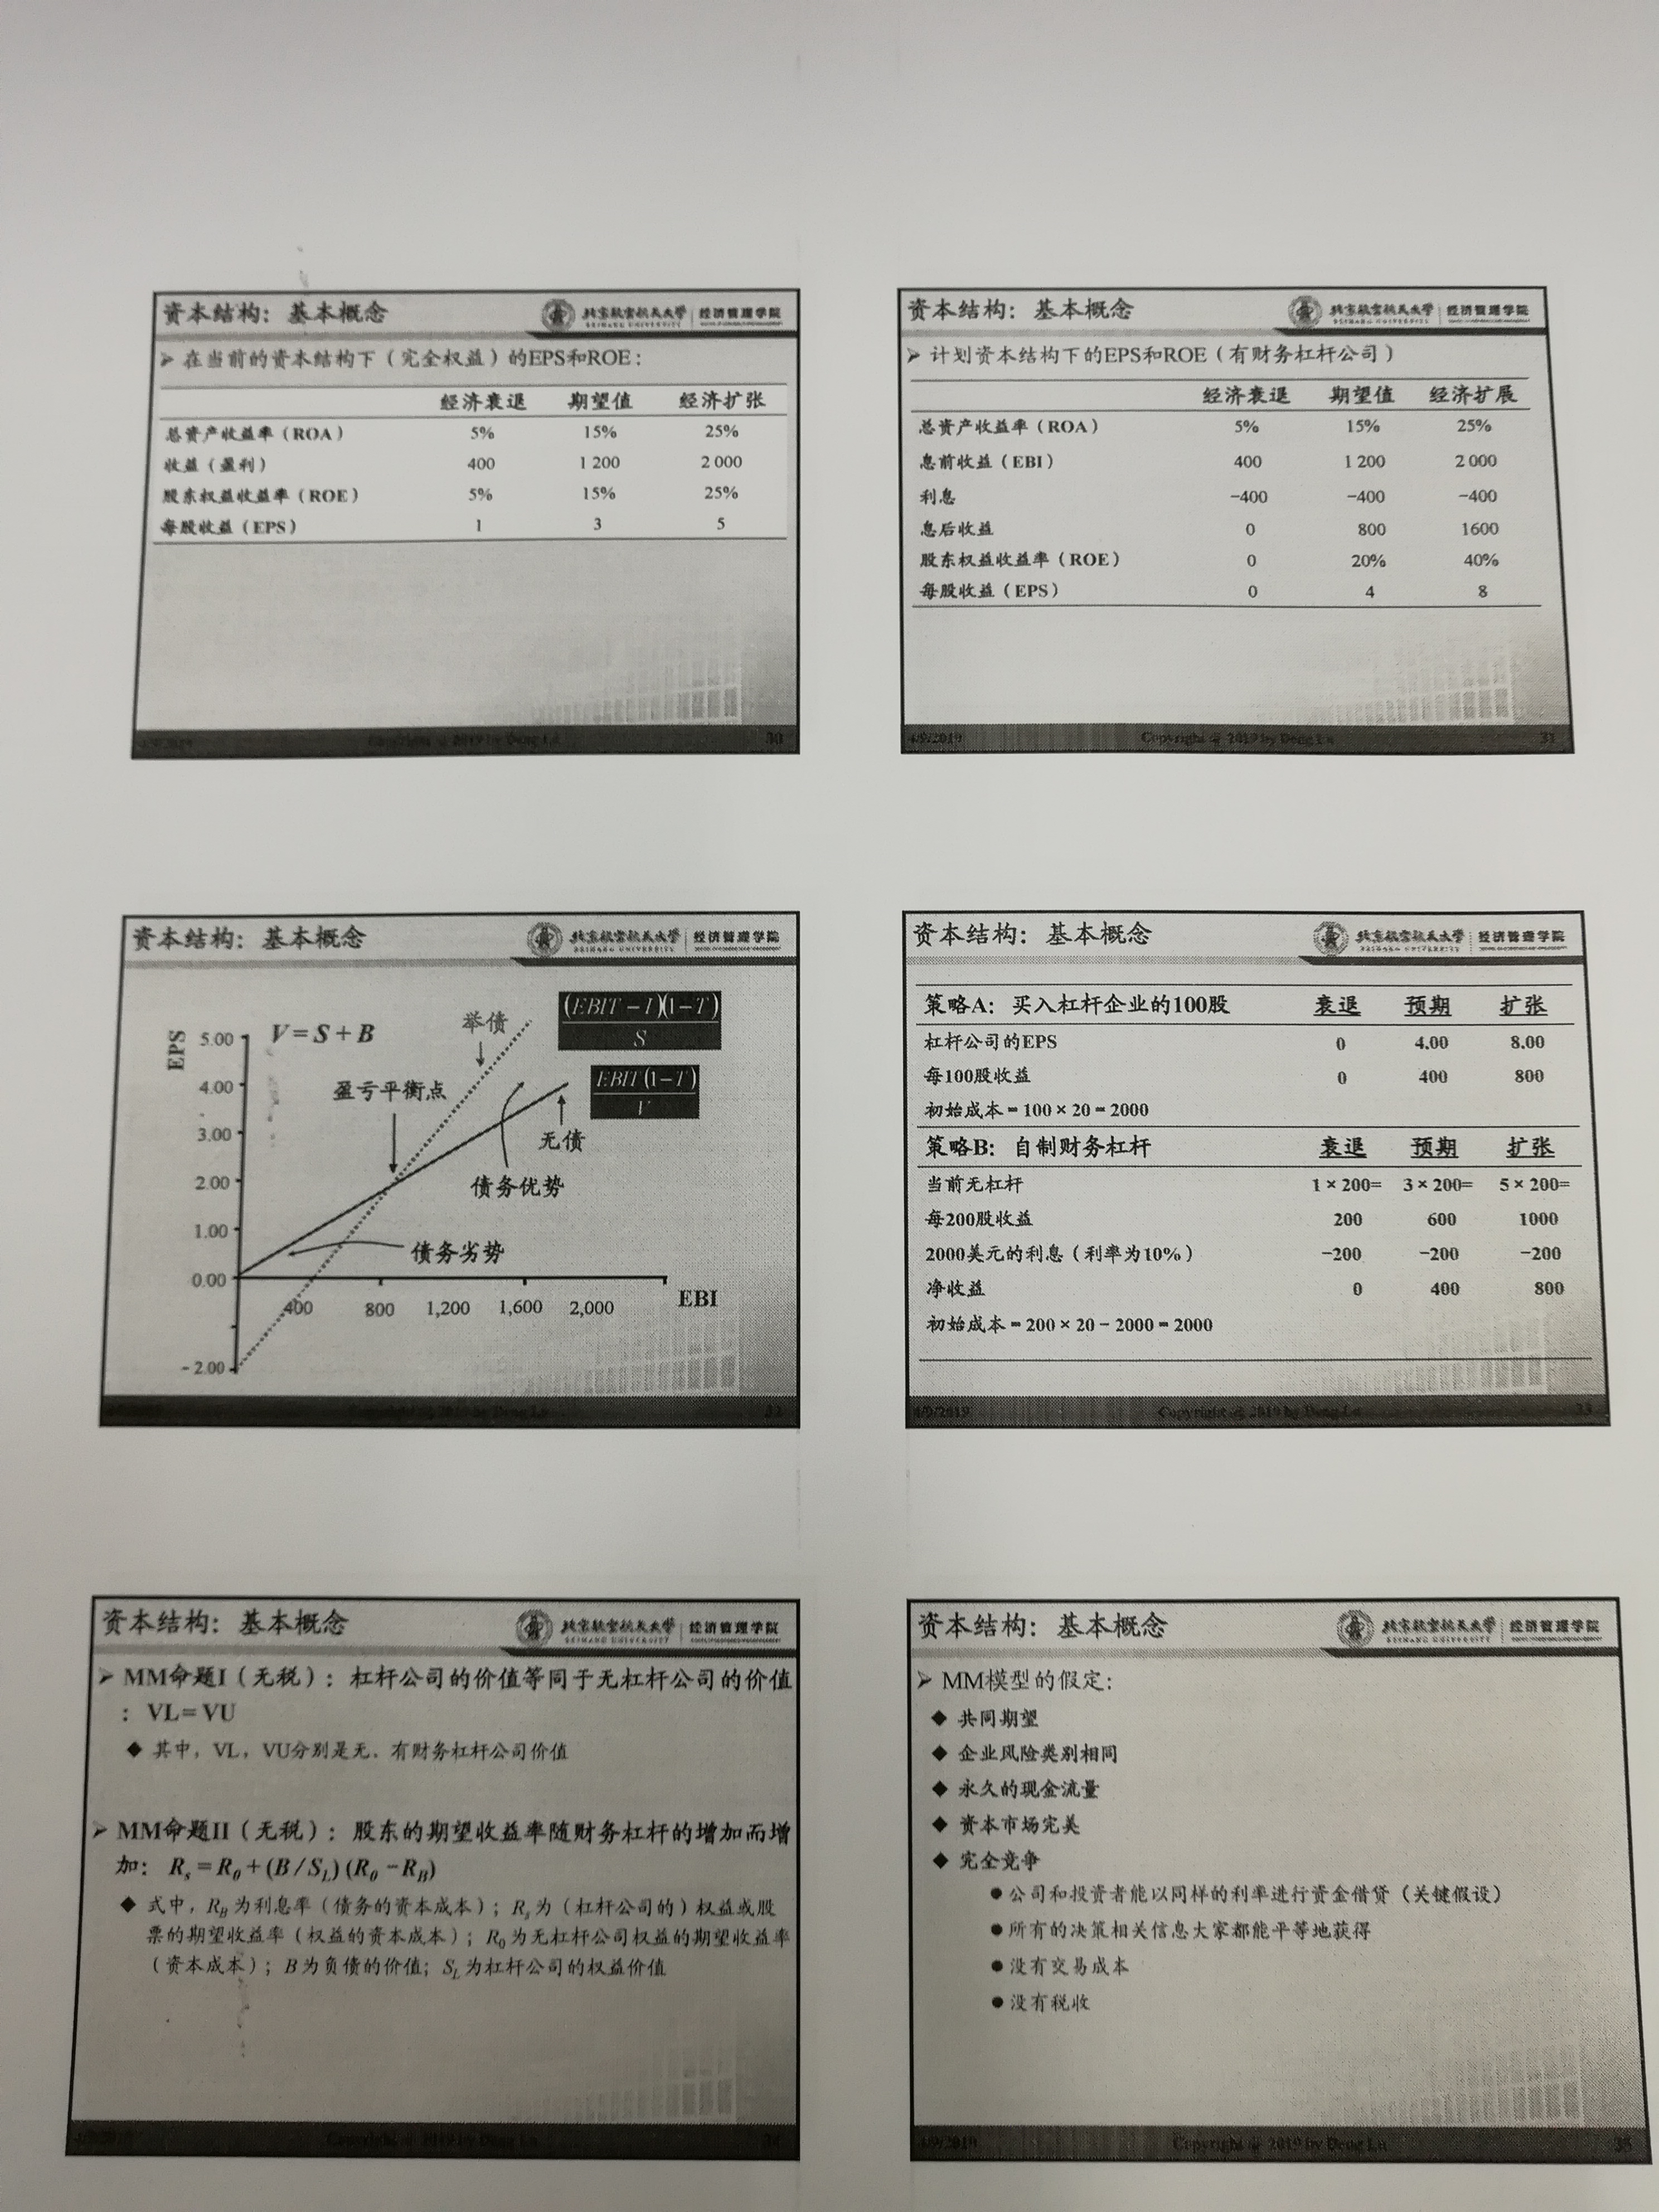 资本结构：基本概念
北京航空航天大学 经济管理学院
BEIHANG UNIVERSITY
➢ 在当前的资本结构下（完全权益）的EPS和ROE：
经济衰退 期望值 经济扩张
总资产收益率（ROA） 5% 15% 25%
收益（盈利） 400 1 200 2 000
股东权益收益率（ROE） 5% 15% 25%
每股收益（EPS） 1 3 5
4/9/2019 Copyright @ 2019 by Deng Lu 30
资本结构：基本概念
北京航空航天大学 经济管理学院
BEIHANG UNIVERSITY
➢ 计划资本结构下的EPS和ROE（有财务杠杆公司）
经济衰退 期望值 经济扩展
总资产收益率（ROA） 5% 15% 25%
息前收益（EBI） 400 1 200 2 000
利息 −400 −400 −400
息后收益 0 800 1600
股东权益收益率（ROE） 0 20% 40%
每股收益（EPS） 0 4 8
4/9/2019 Copyright @ 2019 by Deng Lu 31
资本结构：基本概念
北京航空航天大学 经济管理学院
BEIHANG UNIVERSITY
(EBIT − I)(1 − T)
S
EBIT(1 − T)
V
V = S + B
举债
EPS
5.00
4.00
3.00
2.00
1.00
0.00
− 2.00
盈亏平衡点
无债
债务优势
债务劣势
400 800 1,200 1,600 2,000
EBI
Copyright @ 2019 by Deng Lu 32
资本结构：基本概念
北京航空航天大学 经济管理学院
BEIHANG UNIVERSITY
策略A：买入杠杆企业的100股 衰退 预期 扩张
杠杆公司的EPS 0 4.00 8.00
每100股收益 0 400 800
初始成本 = 100 × 20 = 2000
策略B：自制财务杠杆 衰退 预期 扩张
当前无杠杆 1 × 200= 3 × 200= 5 × 200=
每200股收益 200 600 1000
2000美元的利息（利率为10%） −200 −200 −200
净收益 0 400 800
初始成本 = 200 × 20 − 2000 = 2000
4/9/2019 Copyright @ 2019 by Deng Lu 33
资本结构：基本概念
北京航空航天大学 经济管理学院
BEIHANG UNIVERSITY
➢ MM命题I（无税）：杠杆公司的价值等同于无杠杆公司的价值
：VL= VU
◆ 其中，VL，VU分别是无、有财务杠杆公司价值
➢ MM命题II（无税）：股东的期望收益率随财务杠杆的增加而增
加：Rs = R0 + (B / SL) (R0 − RB)
◆ 式中，RB 为利息率（债务的资本成本）；Rs 为（杠杆公司的）权益或股
票的期望收益率（权益的资本成本）；R0 为无杠杆公司权益的期望收益率
（资本成本）；B 为负债的价值；SL 为杠杆公司的权益价值
4/9/2019 Copyright @ 2019 by Deng Lu 34
资本结构：基本概念
北京航空航天大学 经济管理学院
BEIHANG UNIVERSITY
➢ MM模型的假定：
◆ 共同期望
◆ 企业风险类别相同
◆ 永久的现金流量
◆ 资本市场完美
◆ 完全竞争
● 公司和投资者能以同样的利率进行资金借贷（关键假设）
● 所有的决策相关信息大家都能平等地获得
● 没有交易成本
● 没有税收
4/9/2019 Copyright @ 2019 by Deng Lu 35